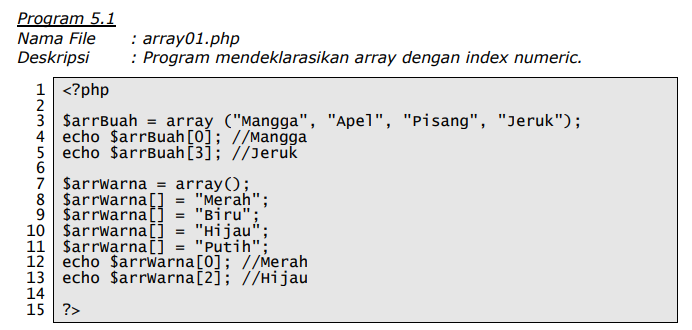 Program 5.1
Nama File : array01.php
Deskripsi : Program mendeklarasikan array dengan index numeric.
1 <?php
2
3 $arrBuah = array ("Mangga", "Apel", "Pisang", "Jeruk");
4 echo $arrBuah[0]; //Mangga
5 echo $arrBuah[3]; //Jeruk
6
7 $arrWarna = array();
8 $arrWarna[] = "Merah";
9 $arrWarna[] = "Biru";
10 $arrWarna[] = "Hijau";
11 $arrWarna[] = "Putih";
12 echo $arrWarna[0]; //Merah
13 echo $arrWarna[2]; //Hijau
14
15 ?>